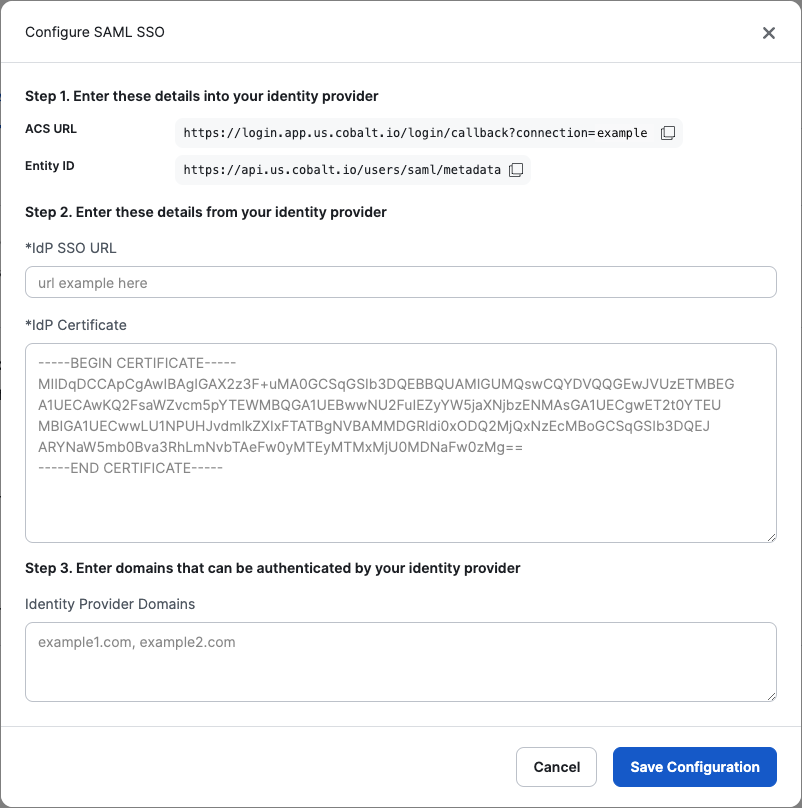 Configure SAML SSO
Step 1. Enter these details into your identity provider
ACS URL
https://login.app.us.cobalt.io/login/callback?connection=example
Entity ID
https://api.us.cobalt.io/users/saml/metadata
Step 2. Enter these details from your identity provider
*IdP SSO URL
url example here
*IdP Certificate
-----BEGIN CERTIFICATE-----
MIIDqDCCApCgAwIBAgIGAX2z3F+uMA0GCSqGSIb3DQEBBQUAMIGUMQswCQYDVQQGEwJVUzETMBEG
A1UECAwKQ2FsaWZvcm5pYTEWMBQGA1UEBwwNU2FuIEZyYW5jaXNjbzENMAsGA1UECgwET2t0YTEU
MBIGA1UECwwLU1NPUHJvdmlkZXIxFTATBgNVBAMMDGRldi0xODQ2MjQxNzEcMBoGCSqGSIb3DQEJ
ARYNaW5mb0Bva3RhLmNvbTAeFw0yMTEyMTMxMjU0MDNaFw0zMg==
-----END CERTIFICATE-----
Step 3. Enter domains that can be authenticated by your identity provider
Identity Provider Domains
example1.com, example2.com
Cancel
Save Configuration